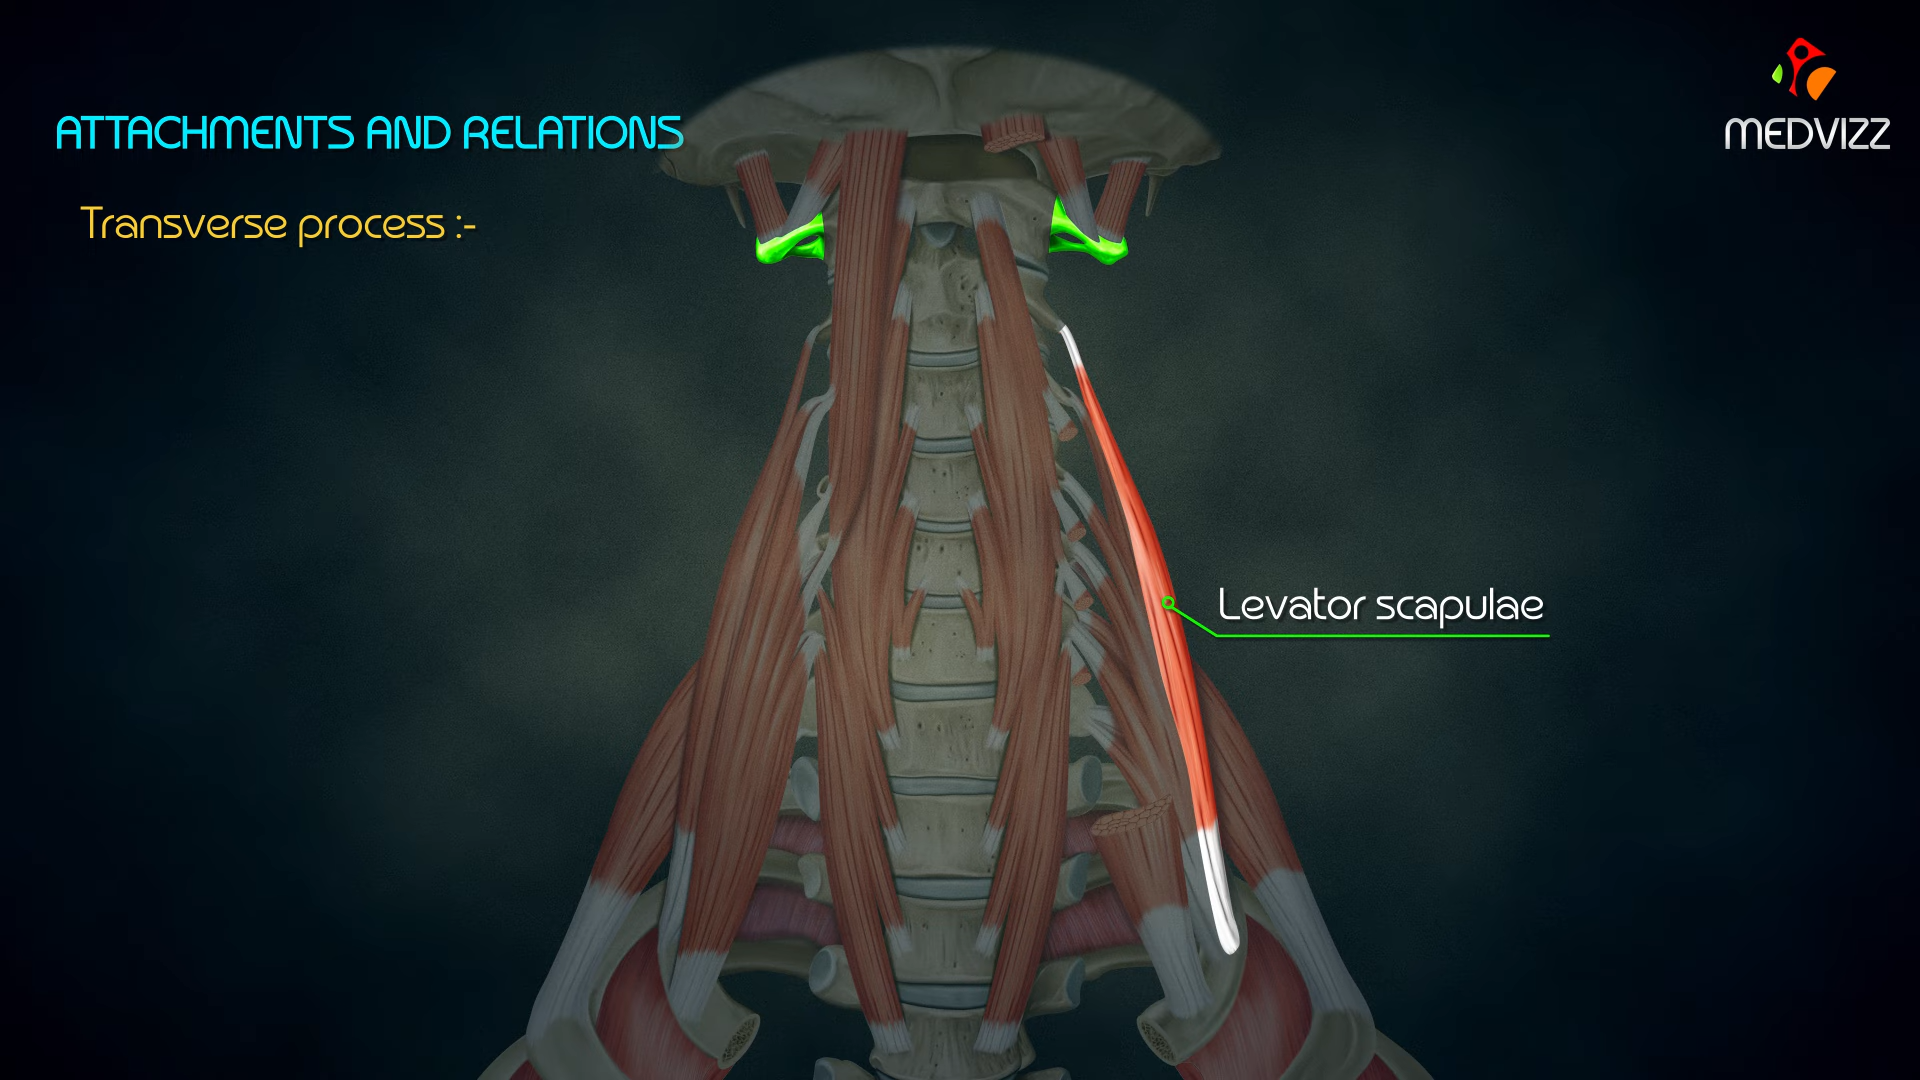 ATTACHMENTS AND RELATIONS
MEDVIZZ
Transverse process :-
Levator scapulae